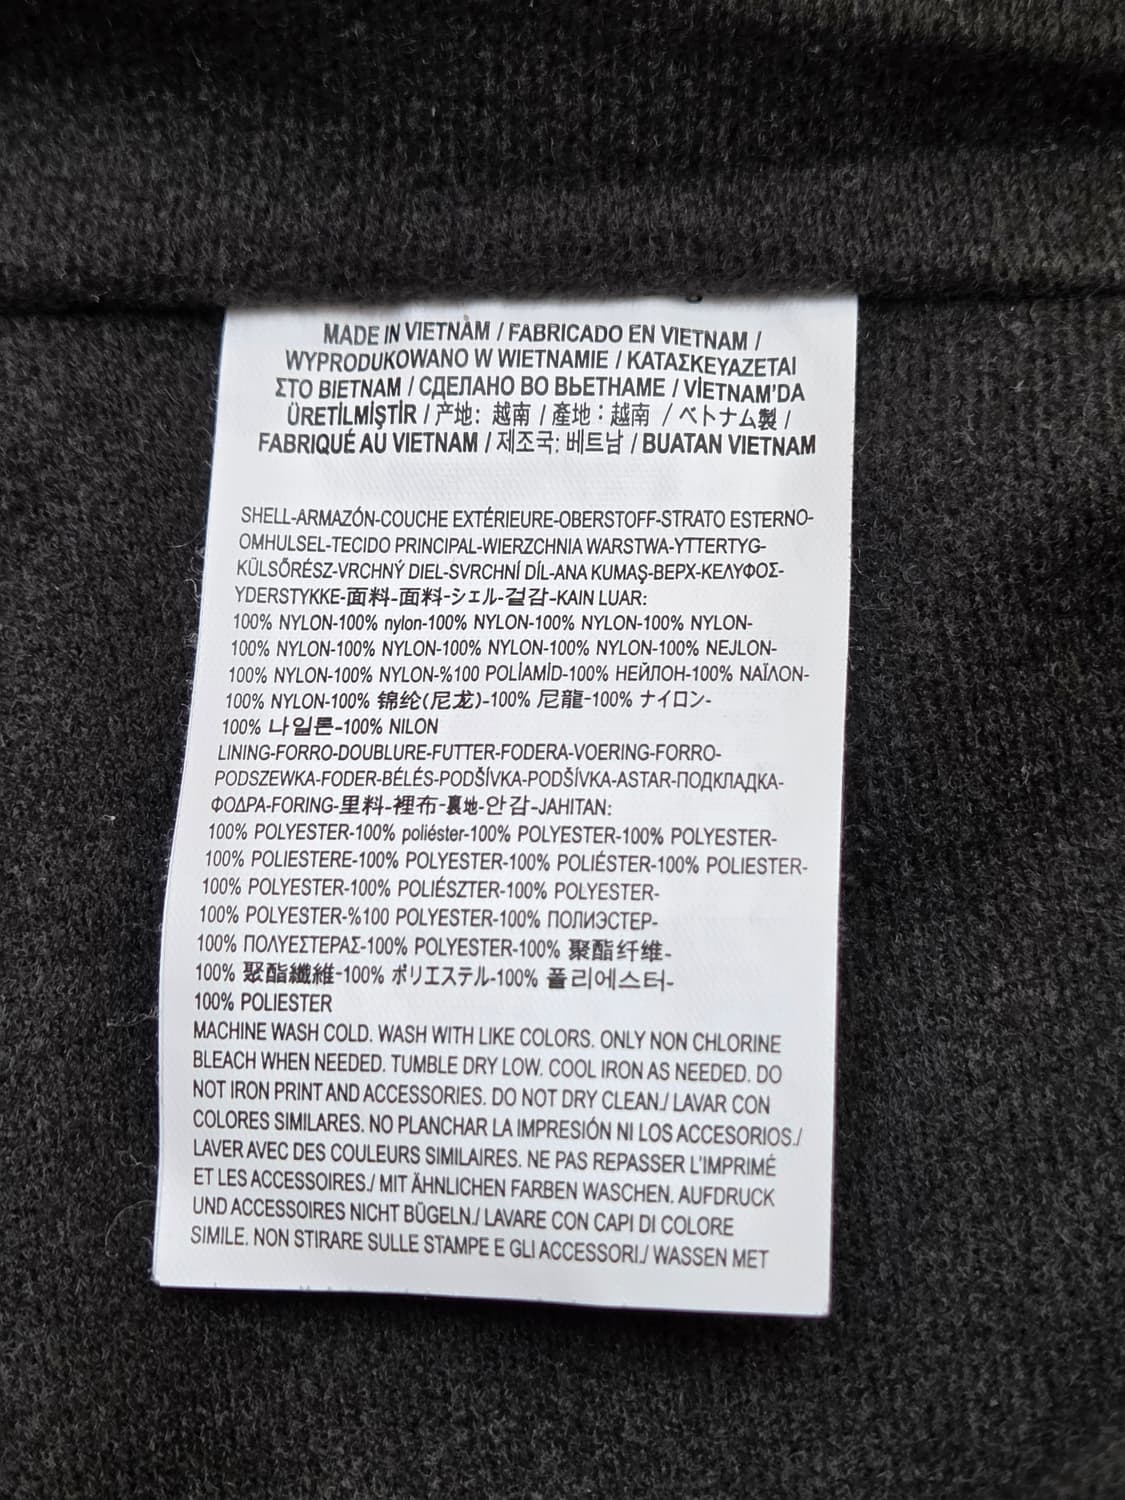 MADE IN VIETNAM / FABRICADO EN VIETNAM /
WYPRODUKOWANO W WIETNAMIE / ΚΑΤΑΣΚΕΥΑΖΕΤΑΙ
ΣΤΟ ΒΙΕΤΝΑΜ / СДЕЛАНО ВО ВЬЕТНАМЕ / VİETNAM'DA
ÜRETİLMİŞTİR / 产地: 越南 / 產地：越南 / ベトナム製 /
FABRIQUÉ AU VIETNAM / 제조국: 베트남 / BUATAN VIETNAM
SHELL-ARMAZÓN-COUCHE EXTÉRIEURE-OBERSTOFF-STRATO ESTERNO-
OMHULSEL-TECIDO PRINCIPAL-WIERZCHNIA WARSTWA-YTTERTYG-
KÜLSŐRÉSZ-VRCHNÝ DIEL-SVRCHNÍ DÍL-ANA KUMAŞ-ВЕРХ-ΚΕΛΥΦΟΣ-
YDERSTYKKE-面料-面料-シェル-겉감-KAIN LUAR:
100% NYLON-100% nylon-100% NYLON-100% NYLON-100% NYLON-
100% NYLON-100% NYLON-100% NYLON-100% NYLON-100% NEJLON-
100% NYLON-100% NYLON-%100 POLİAMİD-100% НЕЙЛОН-100% ΝΑΪΛΟΝ-
100% NYLON-100% 锦纶(尼龙)-100% 尼龍-100% ナイロン-
100% 나일론-100% NILON
LINING-FORRO-DOUBLURE-FUTTER-FODERA-VOERING-FORRO-
PODSZEWKA-FODER-BÉLÉS-PODŠÍVKA-PODŠÍVKA-ASTAR-ПОДКЛАДКА-
ΦΟΔΡΑ-FORING-里料-裡布-裏地-안감-JAHITAN:
100% POLYESTER-100% poliéster-100% POLYESTER-100% POLYESTER-
100% POLIESTERE-100% POLYESTER-100% POLIÉSTER-100% POLIESTER-
100% POLYESTER-100% POLIÉSZTER-100% POLYESTER-
100% POLYESTER-%100 POLYESTER-100% ПОЛИЭСТЕР-
100% ΠΟΛΥΕΣΤΕΡΑΣ-100% POLYESTER-100% 聚酯纤维-
100% 聚酯纖維-100% ポリエステル-100% 폴리에스터-
100% POLIESTER
MACHINE WASH COLD. WASH WITH LIKE COLORS. ONLY NON CHLORINE
BLEACH WHEN NEEDED. TUMBLE DRY LOW. COOL IRON AS NEEDED. DO
NOT IRON PRINT AND ACCESSORIES. DO NOT DRY CLEAN./ LAVAR CON
COLORES SIMILARES. NO PLANCHAR LA IMPRESIÓN NI LOS ACCESORIOS./
LAVER AVEC DES COULEURS SIMILAIRES. NE PAS REPASSER L'IMPRIMÉ
ET LES ACCESSOIRES./ MIT ÄHNLICHEN FARBEN WASCHEN. AUFDRUCK
UND ACCESSOIRES NICHT BÜGELN./ LAVARE CON CAPI DI COLORE
SIMILE. NON STIRARE SULLE STAMPE E GLI ACCESSORI./ WASSEN MET